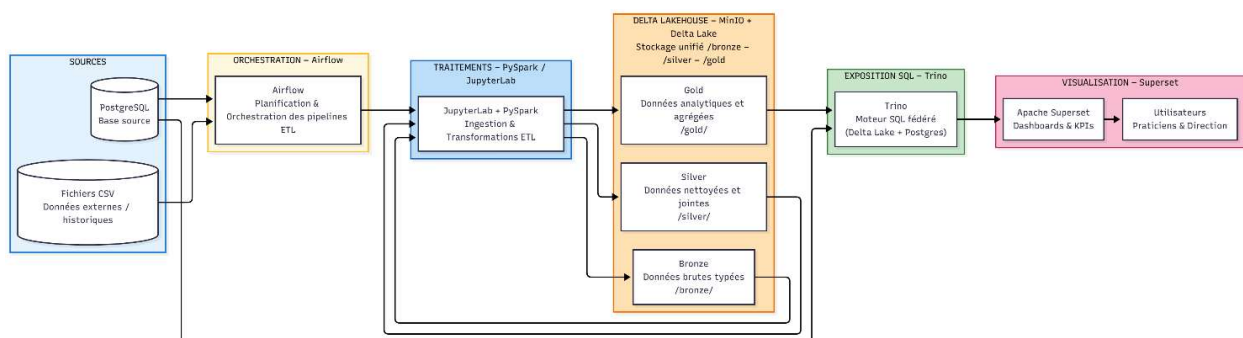 SOURCES
PostgreSQL
Base source
Fichiers CSV
Données externes /
historiques
ORCHESTRATION – Airflow
Airflow
Planification &
Orchestration des pipelines
ETL
TRAITEMENTS – PySpark /
JupyterLab
JupyterLab + PySpark
Ingestion &
Transformations ETL
DELTA LAKEHOUSE – MinIO +
Delta Lake
Stockage unifié /bronze –
/silver – /gold
Gold
Données analytiques et
agrégées
/gold/
Silver
Données nettoyées et
jointes
/silver/
Bronze
Données brutes typées
/bronze/
EXPOSITION SQL – Trino
Trino
Moteur SQL fédéré
(Delta Lake + Postgres)
VISUALISATION – Superset
Apache Superset
Dashboards & KPIs
Utilisateurs
Praticiens & Direction